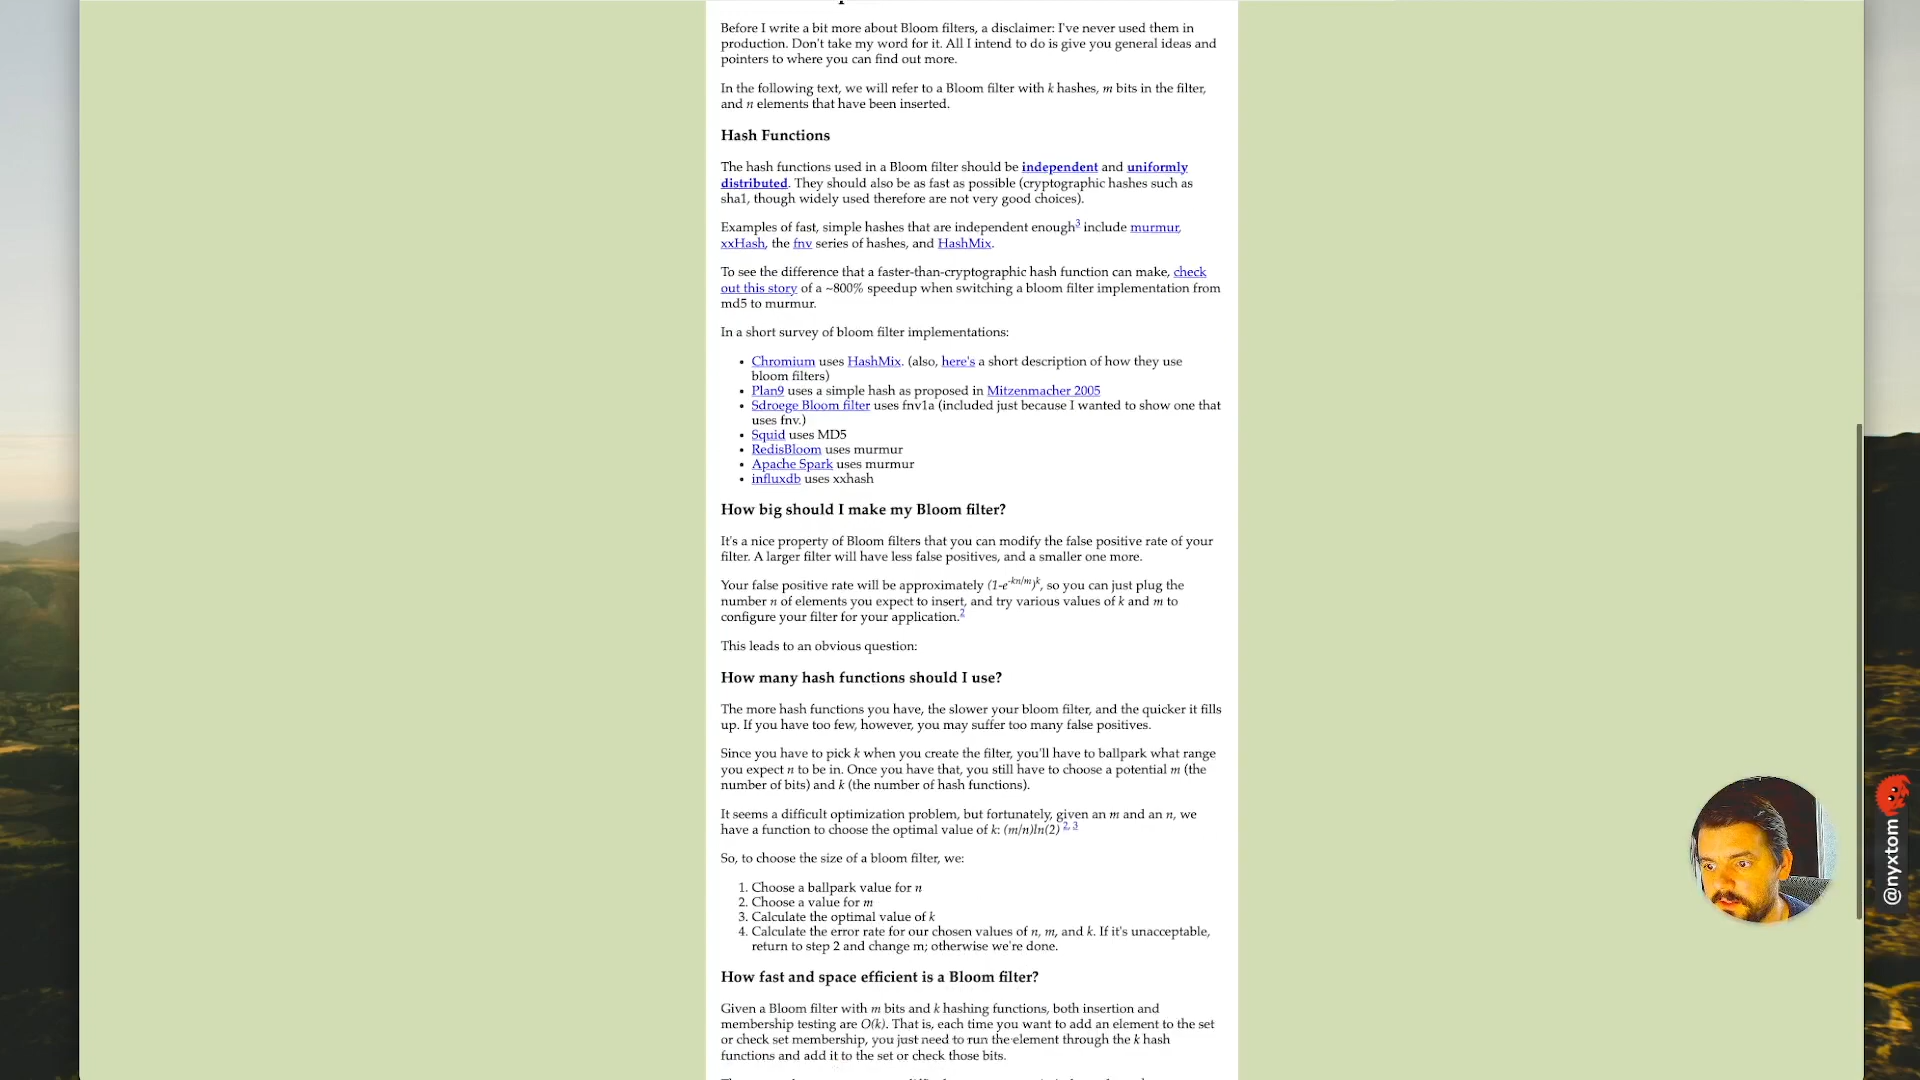 Before I write a bit more about Bloom filters, a disclaimer: I've never used them in
production. Don't take my word for it. All I intend to do is give you general ideas and
pointers to where you can find out more.
In the following text, we will refer to a Bloom filter with k hashes, m bits in the filter,
and n elements that have been inserted.
Hash Functions
The hash functions used in a Bloom filter should be independent and uniformly
distributed. They should also be as fast as possible (cryptographic hashes such as
sha1, though widely used therefore are not very good choices).
Examples of fast, simple hashes that are independent enough3 include murmur,
xxHash, the fnv series of hashes, and HashMix.
To see the difference that a faster-than-cryptographic hash function can make, check
out this story of a ~800% speedup when switching a bloom filter implementation from
md5 to murmur.
In a short survey of bloom filter implementations:
• Chromium uses HashMix. (also, here's a short description of how they use
bloom filters)
• Plan9 uses a simple hash as proposed in Mitzenmacher 2005
• Sdroege Bloom filter uses fnv1a (included just because I wanted to show one that
uses fnv.)
• Squid uses MD5
• RedisBloom uses murmur
• Apache Spark uses murmur
• influxdb uses xxhash
How big should I make my Bloom filter?
It's a nice property of Bloom filters that you can modify the false positive rate of your
filter. A larger filter will have less false positives, and a smaller one more.
Your false positive rate will be approximately (1-e-kn/m)k, so you can just plug the
number n of elements you expect to insert, and try various values of k and m to
configure your filter for your application.2
This leads to an obvious question:
How many hash functions should I use?
The more hash functions you have, the slower your bloom filter, and the quicker it fills
up. If you have too few, however, you may suffer too many false positives.
Since you have to pick k when you create the filter, you'll have to ballpark what range
you expect n to be in. Once you have that, you still have to choose a potential m (the
number of bits) and k (the number of hash functions).
It seems a difficult optimization problem, but fortunately, given an m and an n, we
have a function to choose the optimal value of k: (m/n)ln(2) 2, 3
So, to choose the size of a bloom filter, we:
1. Choose a ballpark value for n
2. Choose a value for m
3. Calculate the optimal value of k
4. Calculate the error rate for our chosen values of n, m, and k. If it's unacceptable,
return to step 2 and change m; otherwise we're done.
How fast and space efficient is a Bloom filter?
Given a Bloom filter with m bits and k hashing functions, both insertion and
membership testing are O(k). That is, each time you want to add an element to the set
or check set membership, you just need to run the element through the k hash
functions and add it to the set or check those bits.
@nyxtom